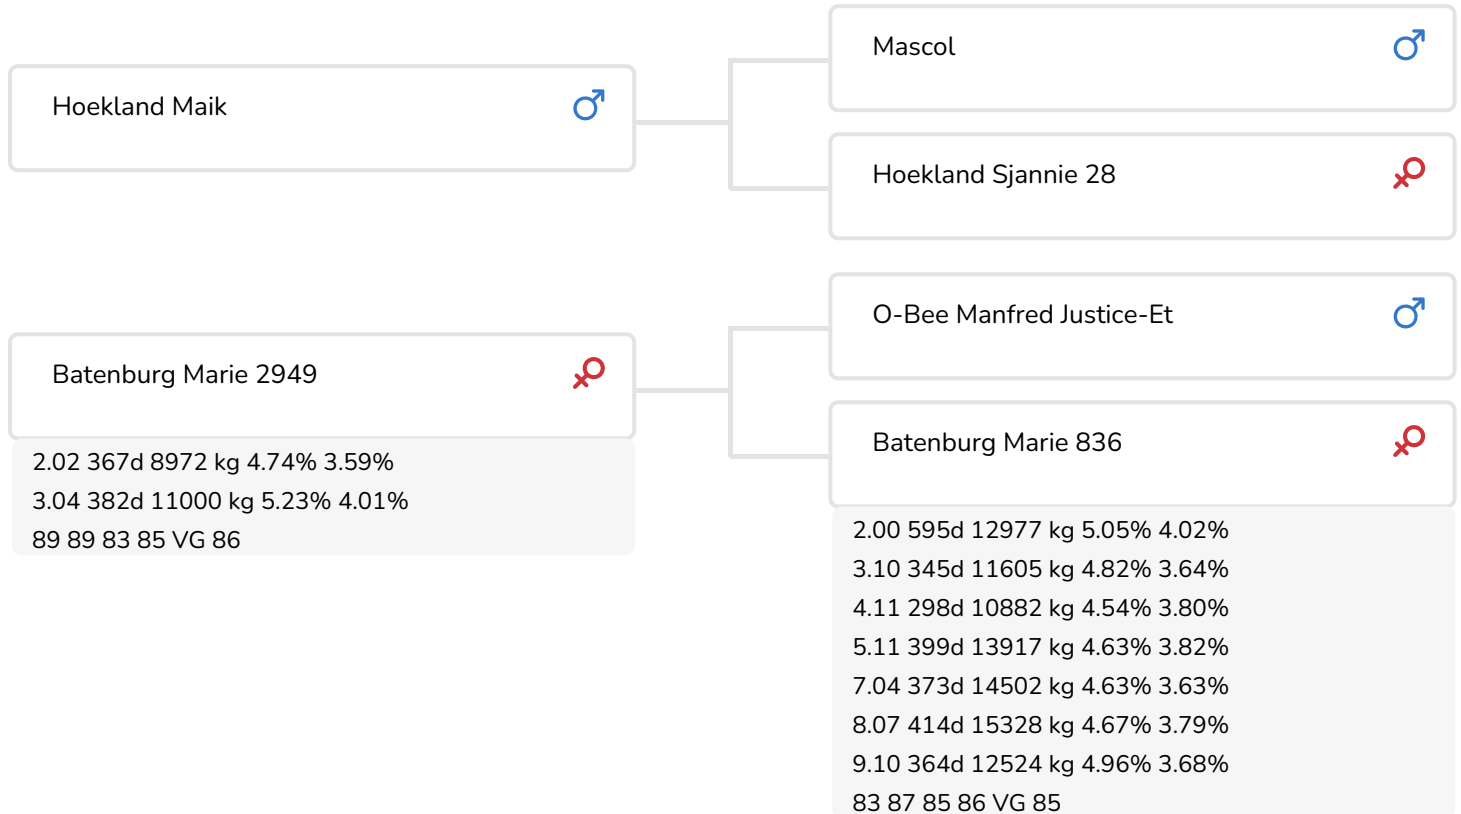 Hoekland Maik
Mascol
Hoekland Sjannie 28
Batenburg Marie 2949
2.02 367d 8972 kg 4.74% 3.59%
3.04 382d 11000 kg 5.23% 4.01%
89 89 83 85 VG 86
O-Bee Manfred Justice-Et
Batenburg Marie 836
2.00 595d 12977 kg 5.05% 4.02%
3.10 345d 11605 kg 4.82% 3.64%
4.11 298d 10882 kg 4.54% 3.80%
5.11 399d 13917 kg 4.63% 3.82%
7.04 373d 14502 kg 4.63% 3.63%
8.07 414d 15328 kg 4.67% 3.79%
9.10 364d 12524 kg 4.96% 3.68%
83 87 85 86 VG 85